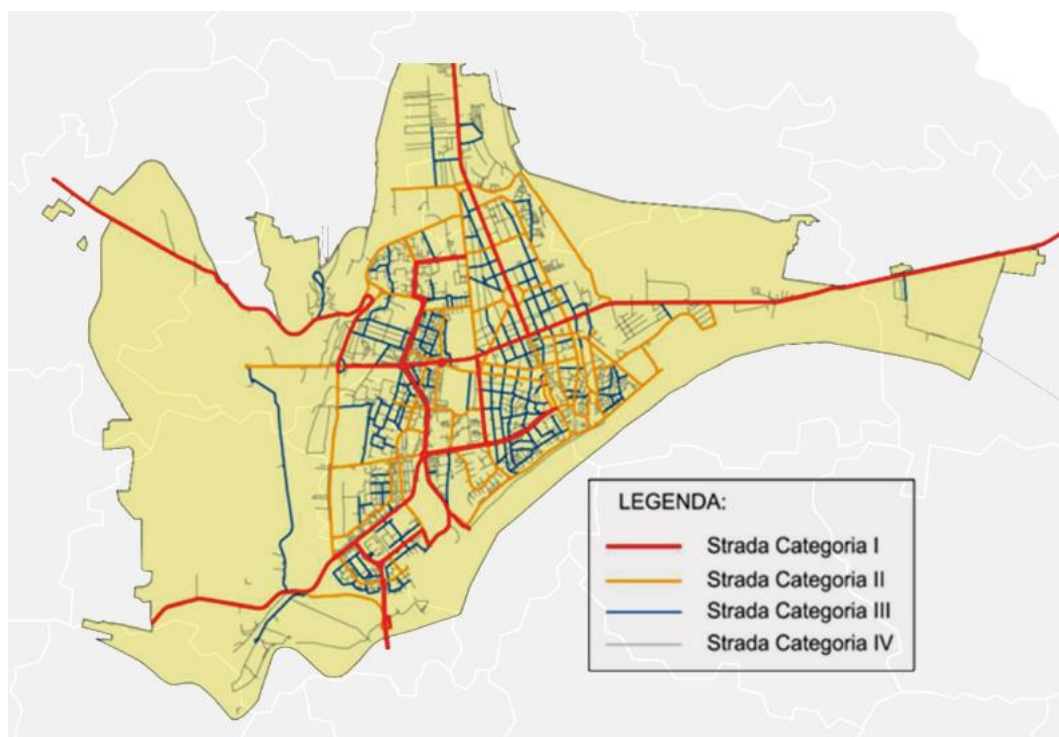 LEGENDA:
Strada Categoria I
Strada Categoria II
Strada Categoria III
Strada Categoria IV